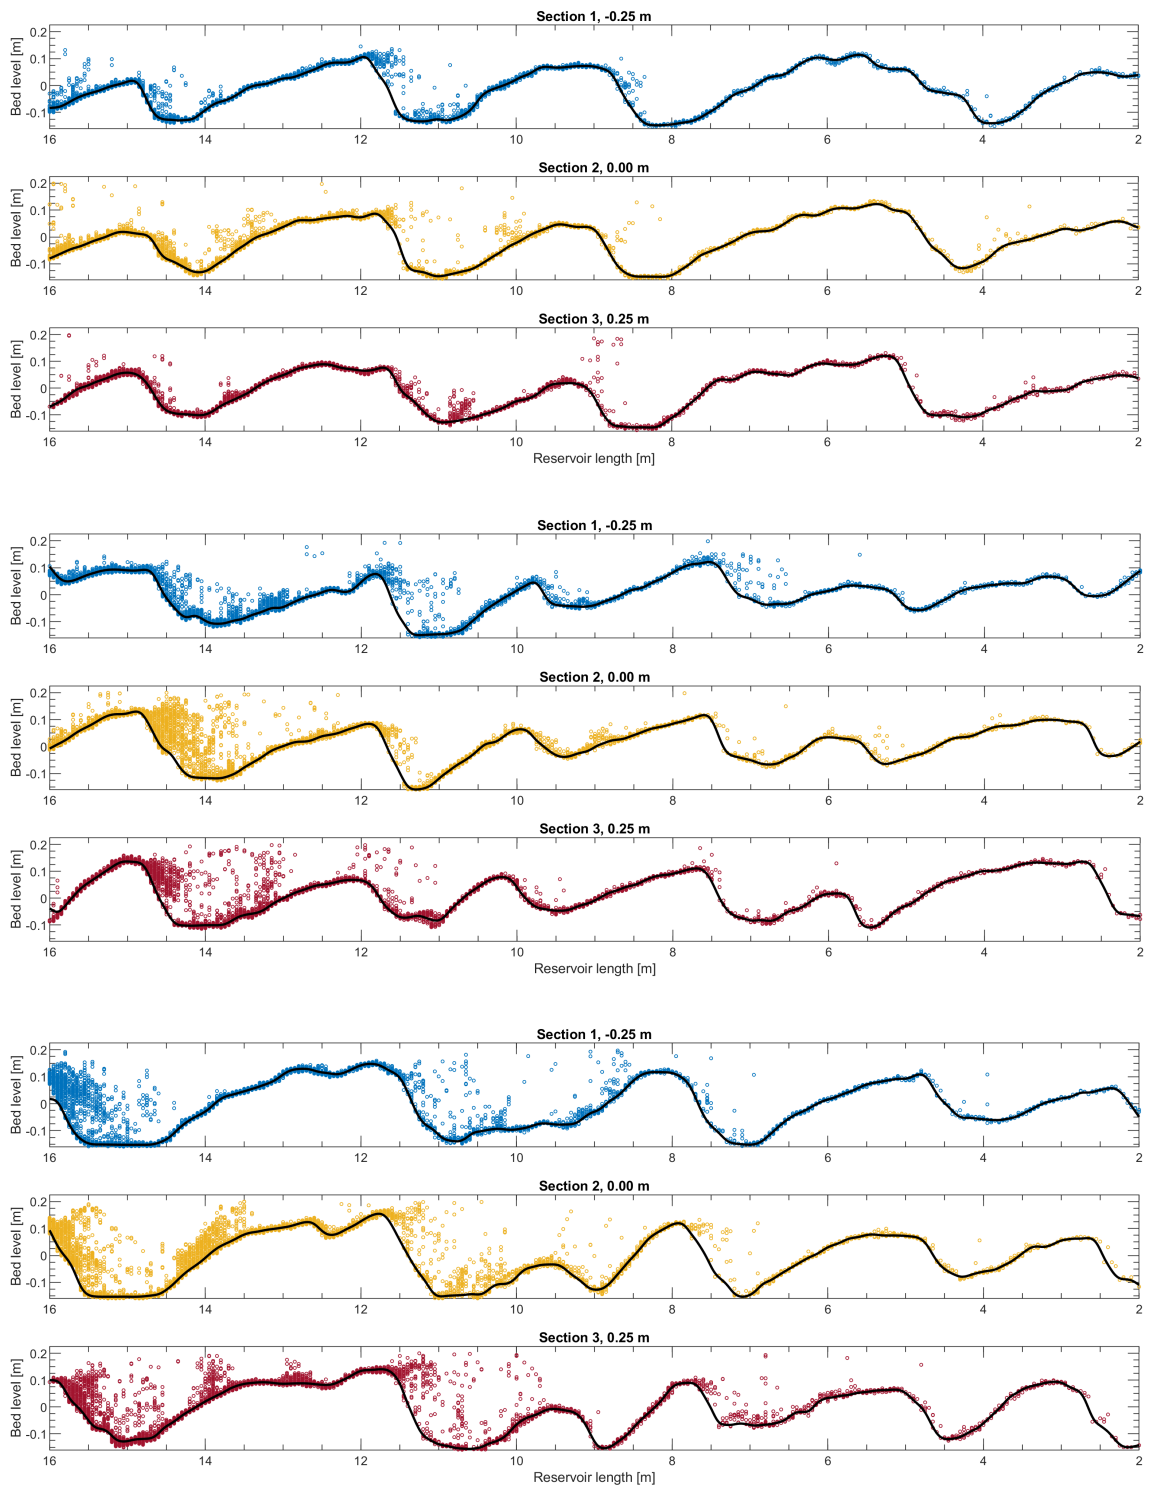 Section 1, -0.25 m
Bed level [m]
0.2
0.1
0
-0.1
16 14 12 10 8 6 4 2
Section 2, 0.00 m
Bed level [m]
0.2
0.1
0
-0.1
16 14 12 10 8 6 4 2
Section 3, 0.25 m
Bed level [m]
0.2
0.1
0
-0.1
16 14 12 10 8 6 4 2
Reservoir length [m]
Section 1, -0.25 m
Bed level [m]
0.2
0.1
0
-0.1
16 14 12 10 8 6 4 2
Section 2, 0.00 m
Bed level [m]
0.2
0.1
0
-0.1
16 14 12 10 8 6 4 2
Section 3, 0.25 m
Bed level [m]
0.2
0.1
0
-0.1
16 14 12 10 8 6 4 2
Reservoir length [m]
Section 1, -0.25 m
Bed level [m]
0.2
0.1
0
-0.1
16 14 12 10 8 6 4 2
Section 2, 0.00 m
Bed level [m]
0.2
0.1
0
-0.1
16 14 12 10 8 6 4 2
Section 3, 0.25 m
Bed level [m]
0.2
0.1
0
-0.1
16 14 12 10 8 6 4 2
Reservoir length [m]